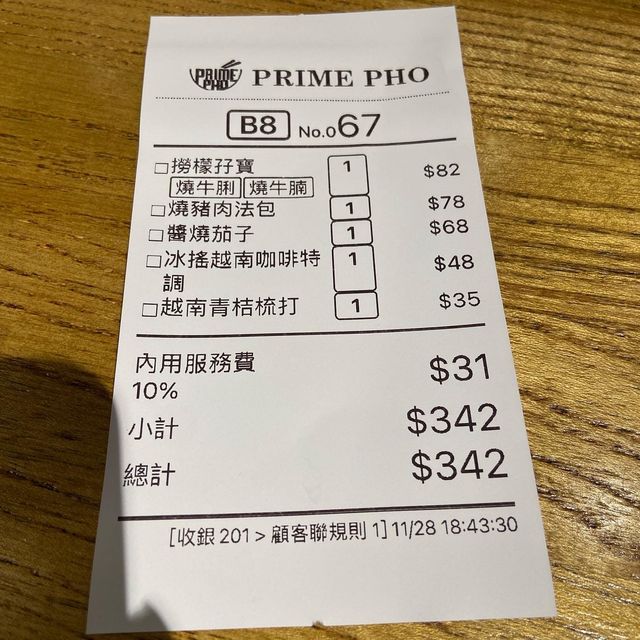 PRIME PHO PRIME PHO
B8 No.067
□撈檬孖寶 1 $82
燒牛脷 燒牛腩
□燒豬肉法包 1 $78
□醬燒茄子 1 $68
□冰搖越南咖啡特 1 $48
調
□越南青桔梳打 1 $35
內用服務費 $31
10%
小計 $342
總計 $342
[收銀 201 > 顧客聯規則 1] 11/28 18:43:30